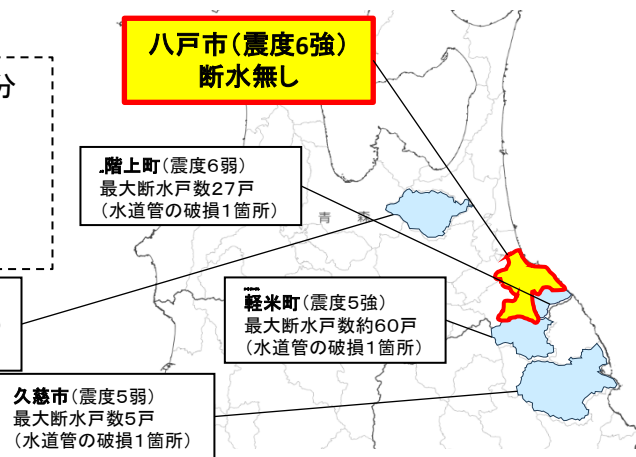 八戸市(震度6強)
断水無し
分
階上町(震度6弱)
最大断水戸数27戸
(水道管の破損1箇所)
青 森
軽米町(震度5強)
最大断水戸数約60戸
(水道管の破損1箇所)
久慈市(震度5弱)
最大断水戸数5戸
(水道管の破損1箇所)